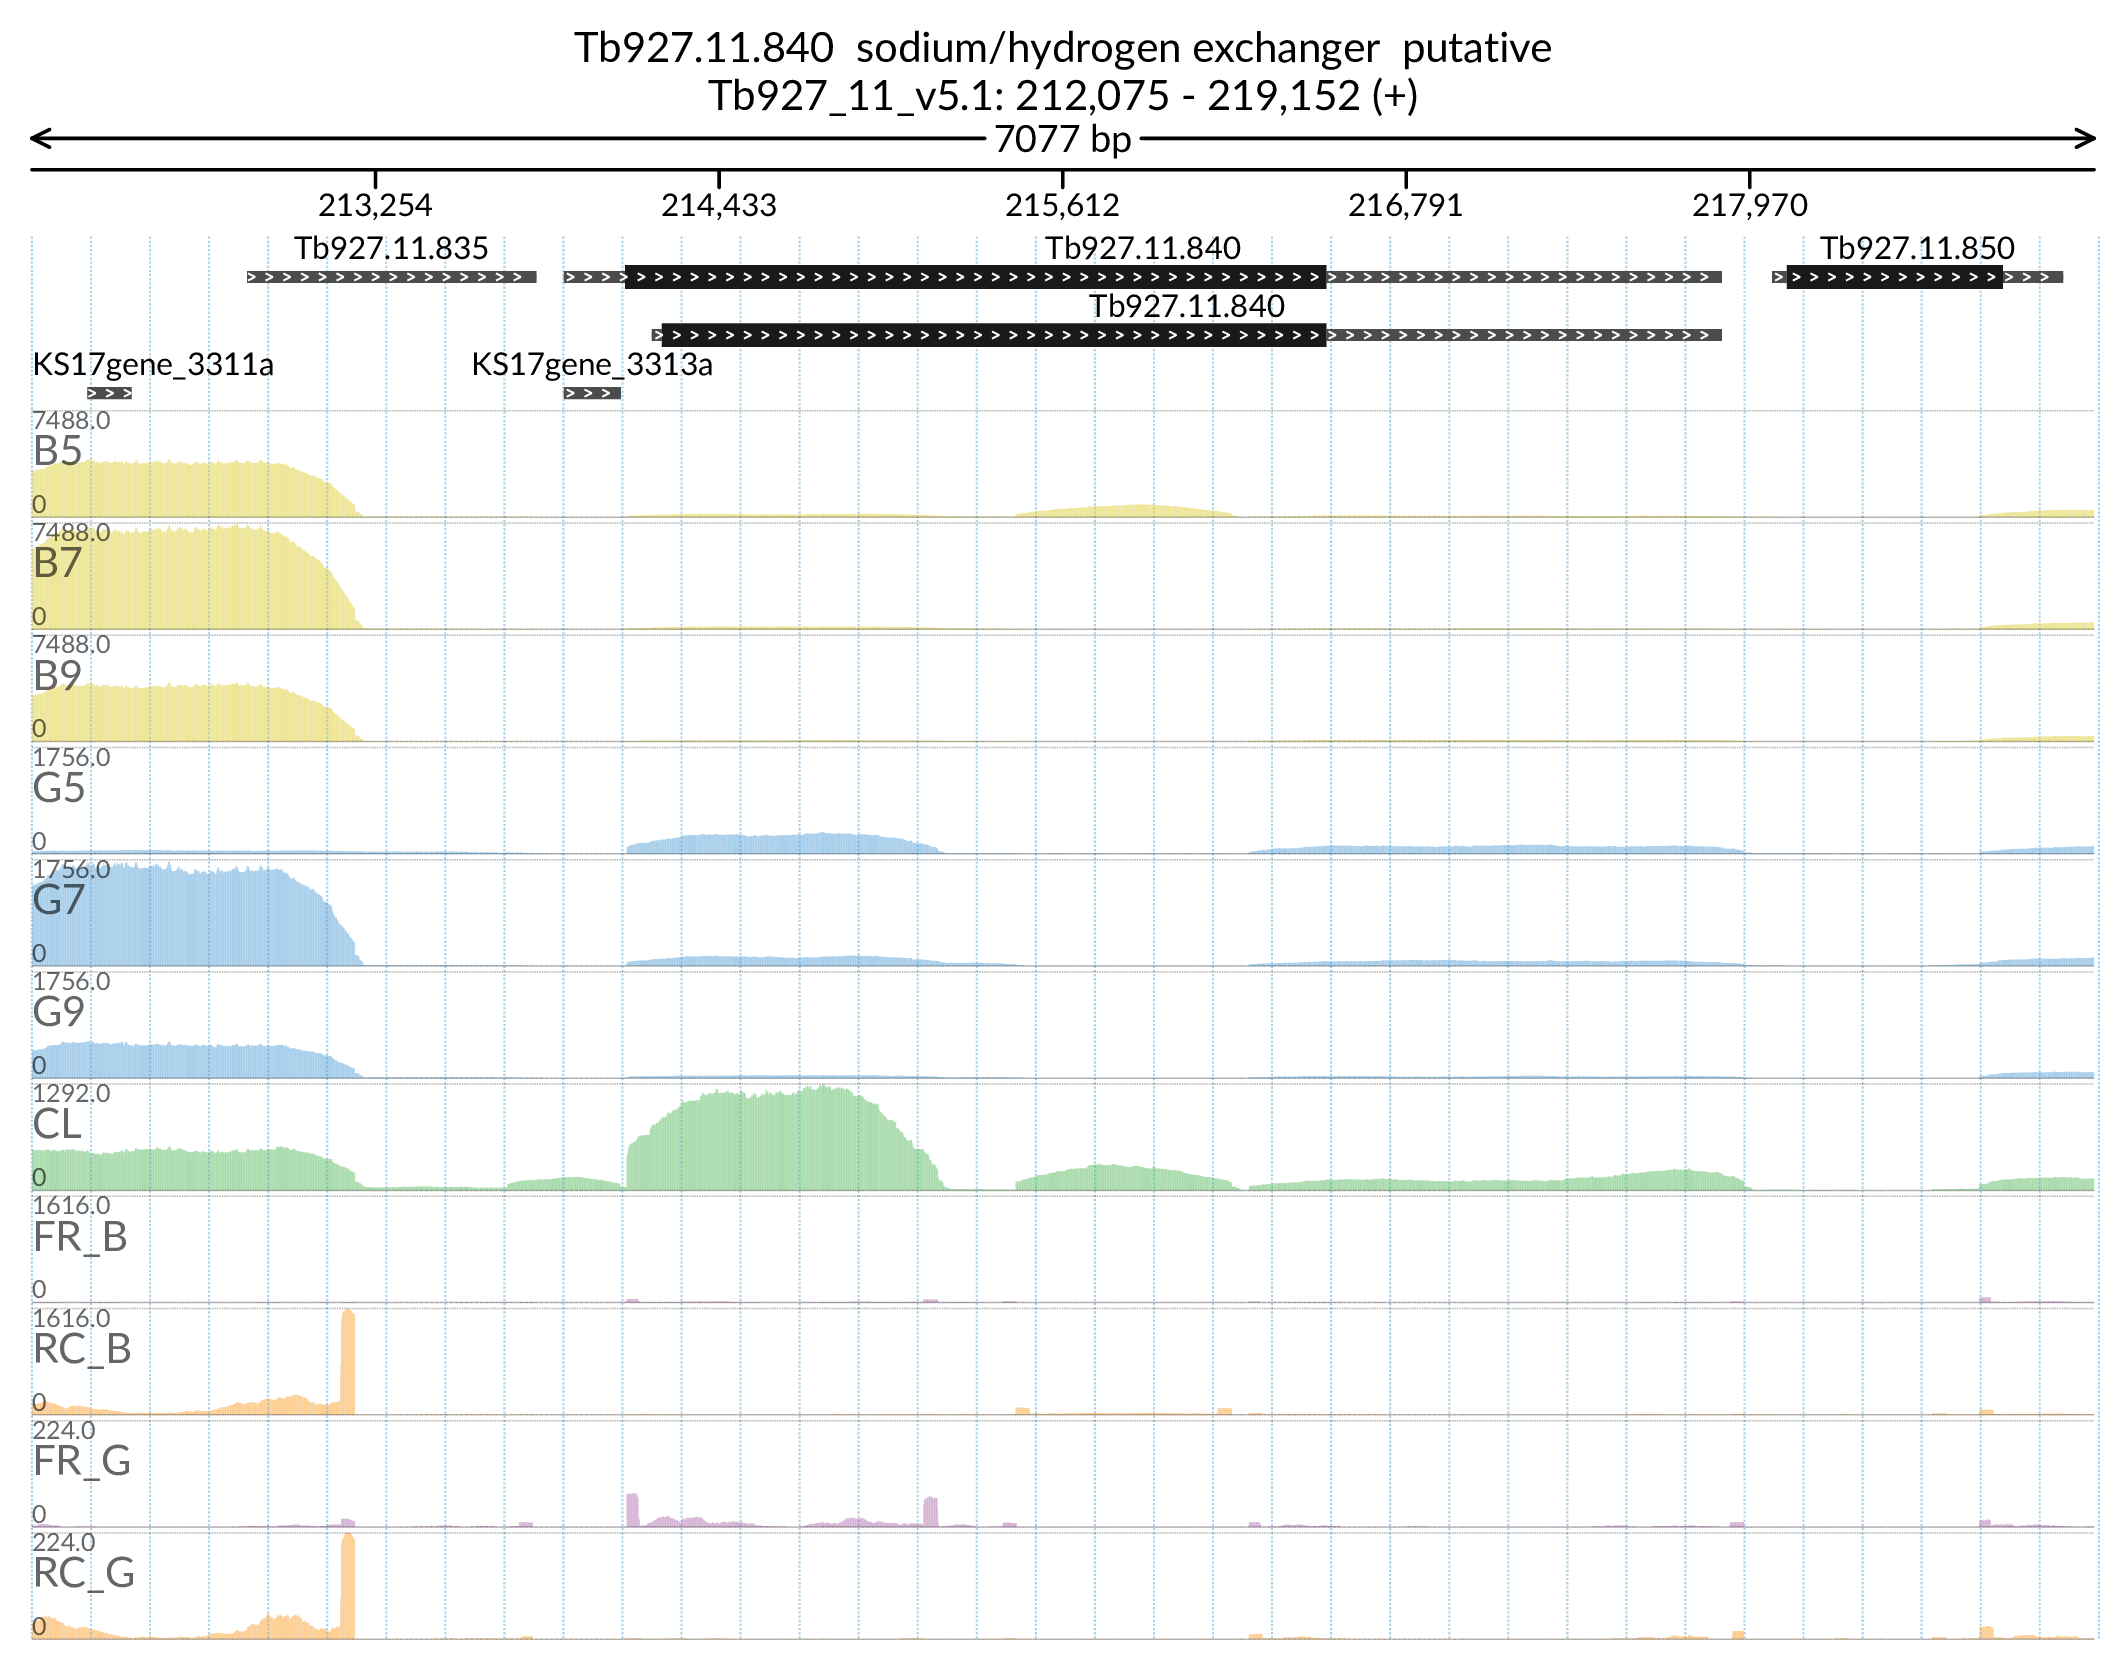 Tb927.11.840  sodium/hydrogen exchanger  putative
Tb927_11_v5.1: 212,075 - 219,152 (+)
7077 bp
213,254 214,433 215,612 216,791 217,970
Tb927.11.835 Tb927.11.840 Tb927.11.850
Tb927.11.840
KS17gene_3311a KS17gene_3313a
7488.0
B5
0
7488.0
B7
0
7488.0
B9
0
1756.0
G5
0
1756.0
G7
0
1756.0
G9
0
1292.0
CL
0
1616.0
FR_B
0
1616.0
RC_B
0
224.0
FR_G
0
224.0
RC_G
0